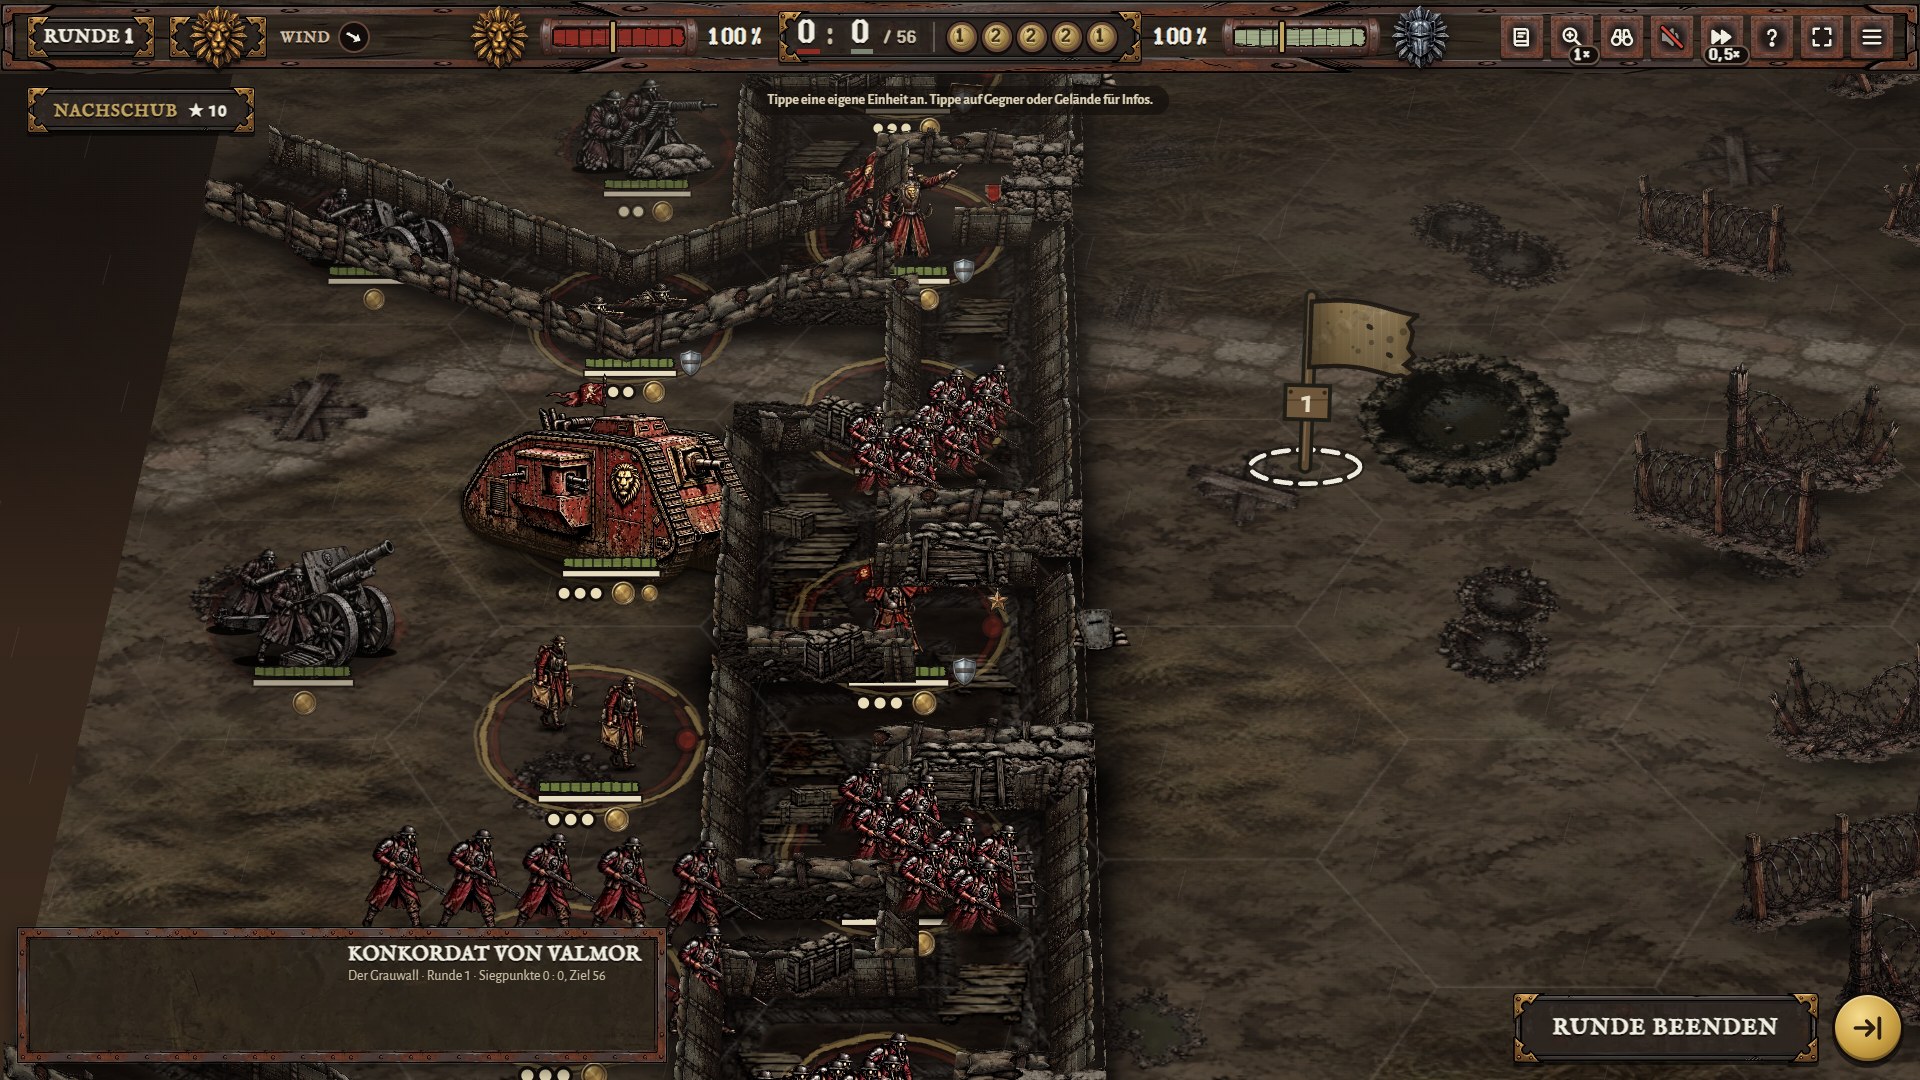 RUNDE 1
WIND
100%
0 : 0 / 56
1 2 2 2 1
100%
1×
0,5×
?
NACHSCHUB ★ 10
Tippe eine eigene Einheit an. Tippe auf Gegner oder Gelände für Infos.
1
KONKORDAT VON VALMOR
Der Grauwall · Runde 1 · Siegpunkte 0 : 0, Ziel 56
RUNDE BEENDEN